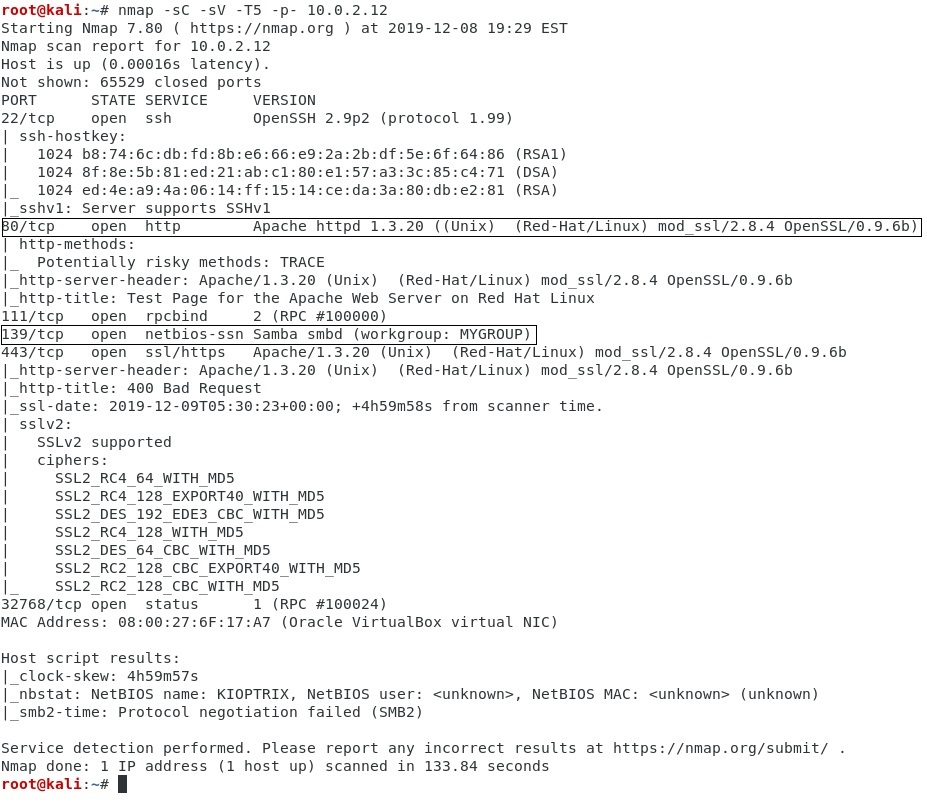 root@kali:~# nmap -sC -sV -T5 -p- 10.0.2.12
Starting Nmap 7.80 ( https://nmap.org ) at 2019-12-08 19:29 EST
Nmap scan report for 10.0.2.12
Host is up (0.00016s latency).
Not shown: 65529 closed ports
PORT      STATE SERVICE     VERSION
22/tcp    open  ssh         OpenSSH 2.9p2 (protocol 1.99)
| ssh-hostkey:
|   1024 b8:74:6c:db:fd:8b:e6:66:e9:2a:2b:df:5e:6f:64:86 (RSA1)
|   1024 8f:8e:5b:81:ed:21:ab:c1:80:e1:57:a3:3c:85:c4:71 (DSA)
|_  1024 ed:4e:a9:4a:06:14:ff:15:14:ce:da:3a:80:db:e2:81 (RSA)
|_sshv1: Server supports SSHv1
80/tcp    open  http        Apache httpd 1.3.20 ((Unix)  (Red-Hat/Linux) mod_ssl/2.8.4 OpenSSL/0.9.6b)
| http-methods:
|_  Potentially risky methods: TRACE
|_http-server-header: Apache/1.3.20 (Unix)  (Red-Hat/Linux) mod_ssl/2.8.4 OpenSSL/0.9.6b
|_http-title: Test Page for the Apache Web Server on Red Hat Linux
111/tcp   open  rpcbind     2 (RPC #100000)
139/tcp   open  netbios-ssn Samba smbd (workgroup: MYGROUP)
443/tcp   open  ssl/https   Apache/1.3.20 (Unix)  (Red-Hat/Linux) mod_ssl/2.8.4 OpenSSL/0.9.6b
|_http-server-header: Apache/1.3.20 (Unix)  (Red-Hat/Linux) mod_ssl/2.8.4 OpenSSL/0.9.6b
|_http-title: 400 Bad Request
|_ssl-date: 2019-12-09T05:30:23+00:00; +4h59m58s from scanner time.
| sslv2:
|   SSLv2 supported
|   ciphers:
|     SSL2_RC4_64_WITH_MD5
|     SSL2_RC4_128_EXPORT40_WITH_MD5
|     SSL2_DES_192_EDE3_CBC_WITH_MD5
|     SSL2_RC4_128_WITH_MD5
|     SSL2_DES_64_CBC_WITH_MD5
|     SSL2_RC2_128_CBC_EXPORT40_WITH_MD5
|_    SSL2_RC2_128_CBC_WITH_MD5
32768/tcp open  status      1 (RPC #100024)
MAC Address: 08:00:27:6F:17:A7 (Oracle VirtualBox virtual NIC)

Host script results:
|_clock-skew: 4h59m57s
|_nbstat: NetBIOS name: KIOPTRIX, NetBIOS user: <unknown>, NetBIOS MAC: <unknown> (unknown)
|_smb2-time: Protocol negotiation failed (SMB2)

Service detection performed. Please report any incorrect results at https://nmap.org/submit/ .
Nmap done: 1 IP address (1 host up) scanned in 133.84 seconds
root@kali:~#